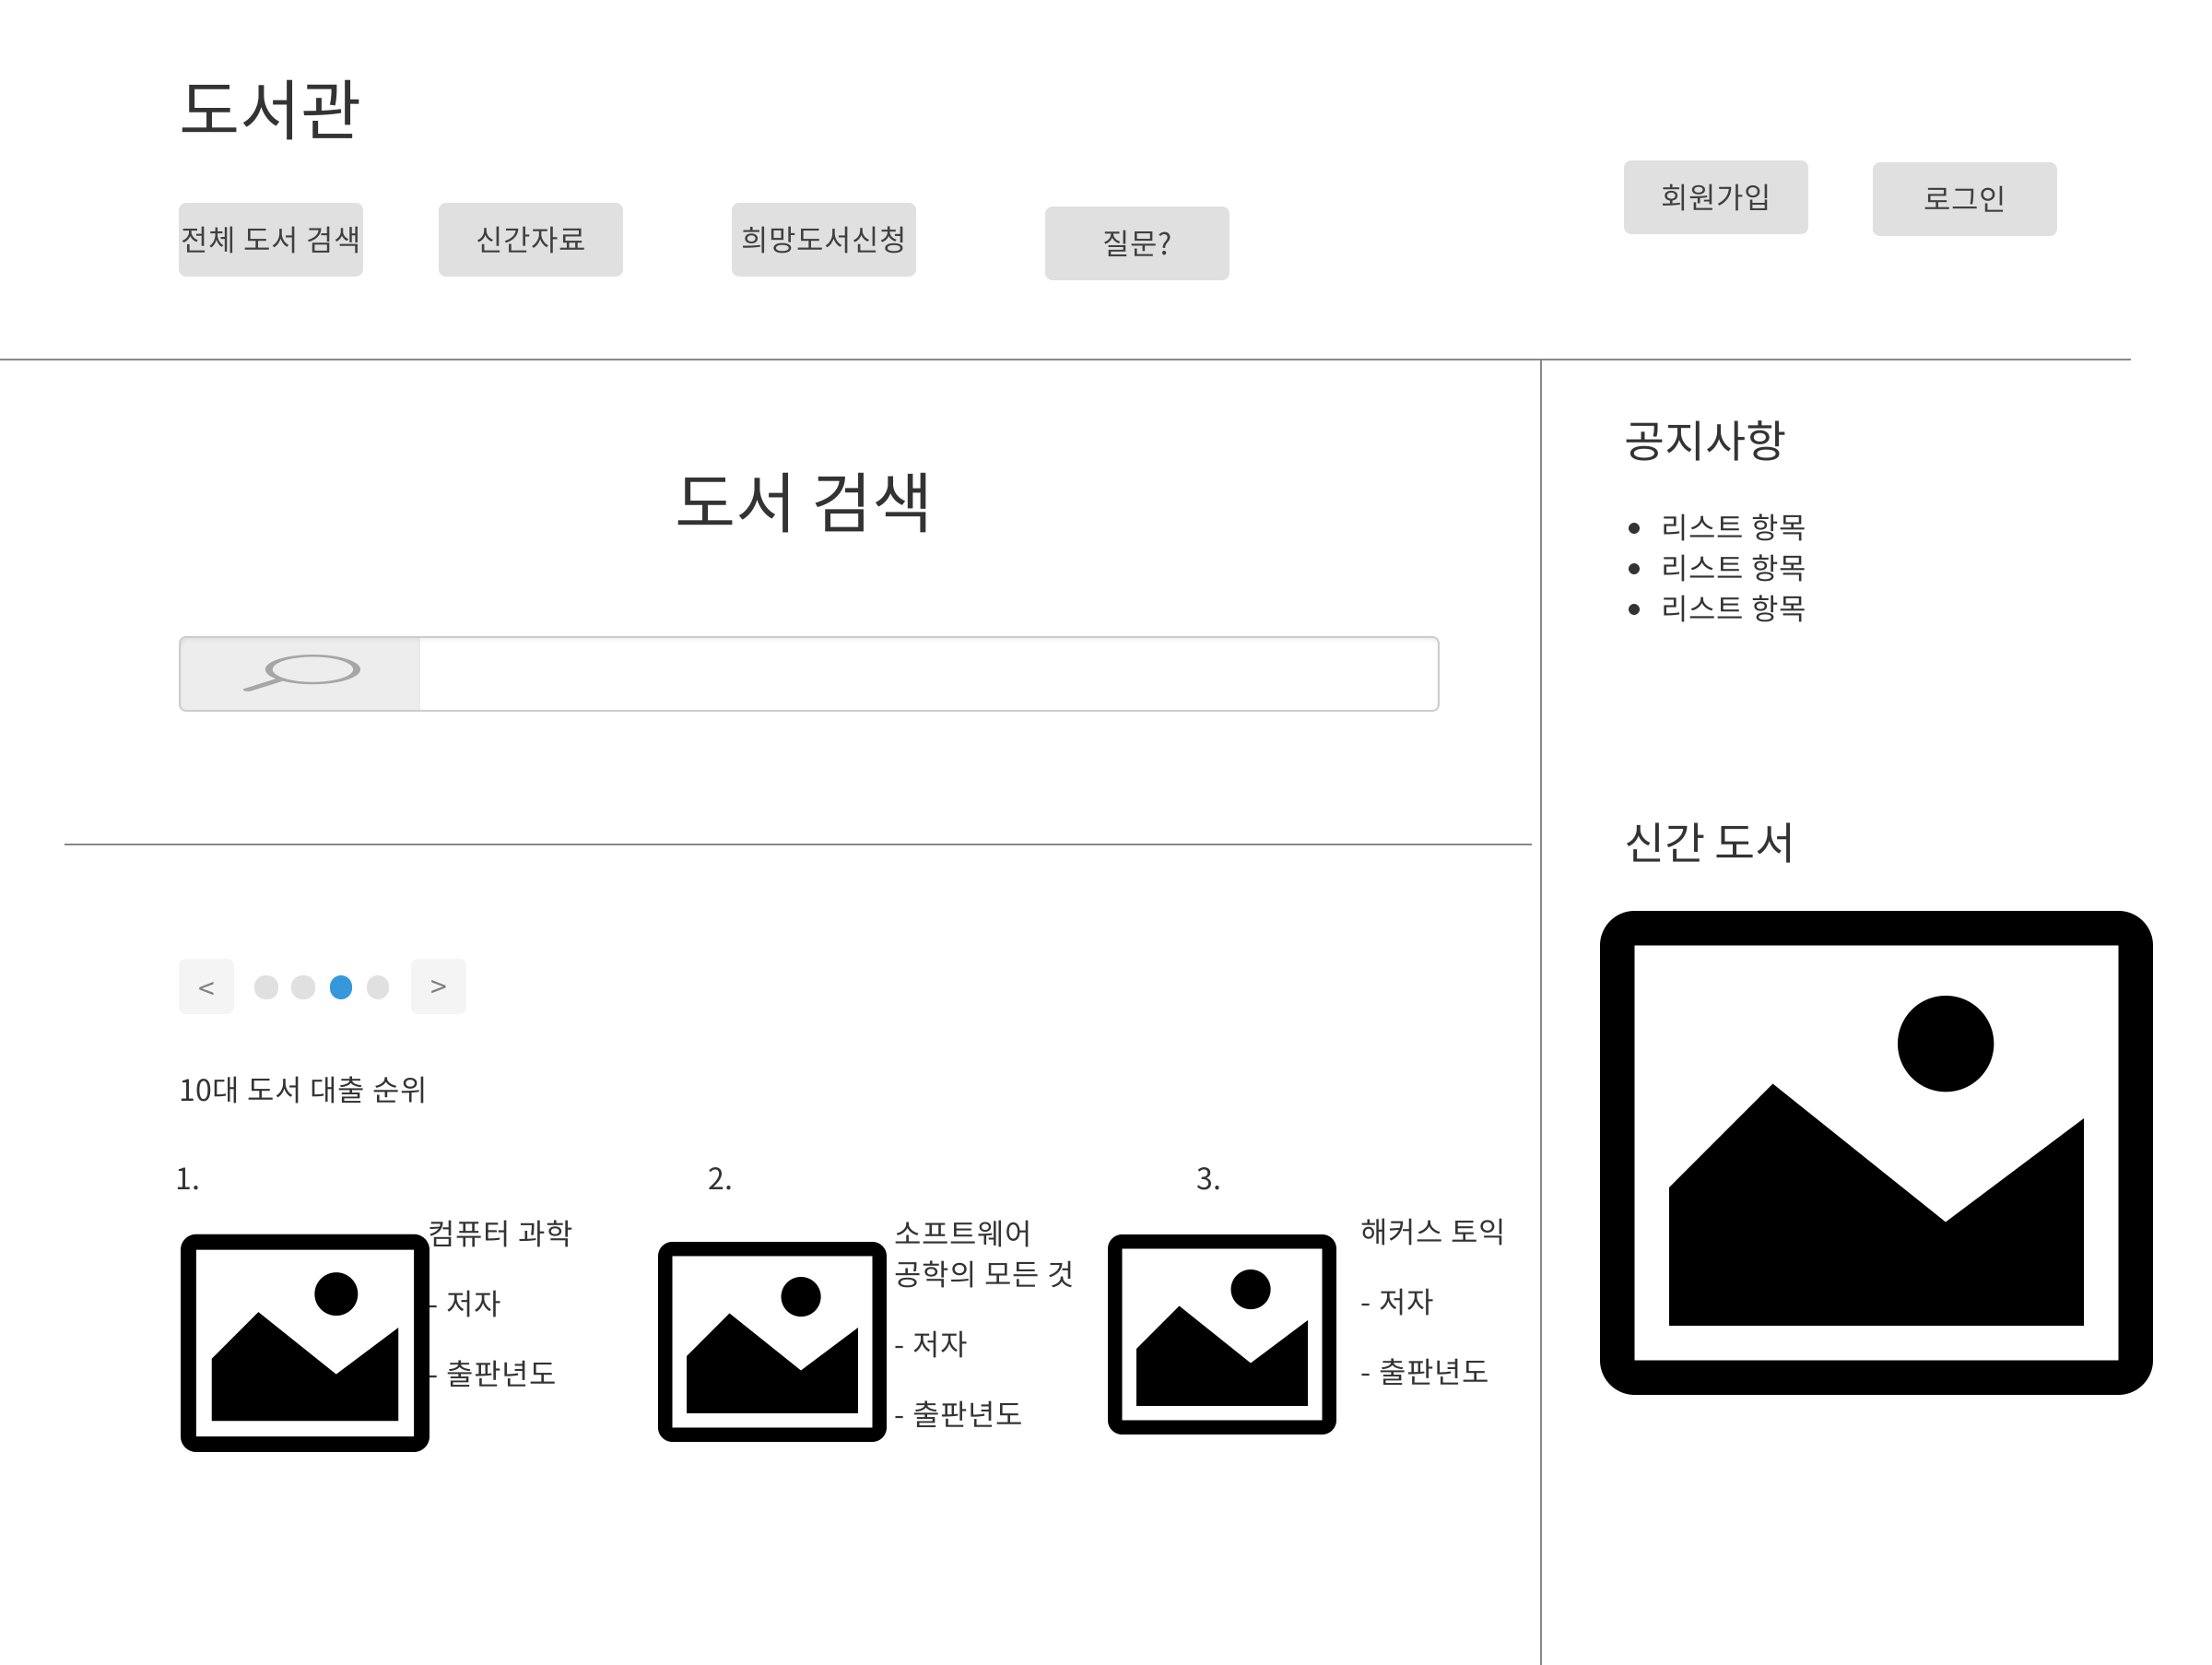 도서관
전체 도서 검색
신간자료
희망도서신청
질문?
회원가입
로그인
도서 검색
공지사항
• 리스트 항목
• 리스트 항목
• 리스트 항목
신간 도서
<
>
10대 도서 대출 순위
1.
컴퓨터 과학
- 저자
- 출판년도
2.
소프트웨어
공학의 모든 것
- 저자
- 출판년도
3.
해커스 토익
- 저자
- 출판년도